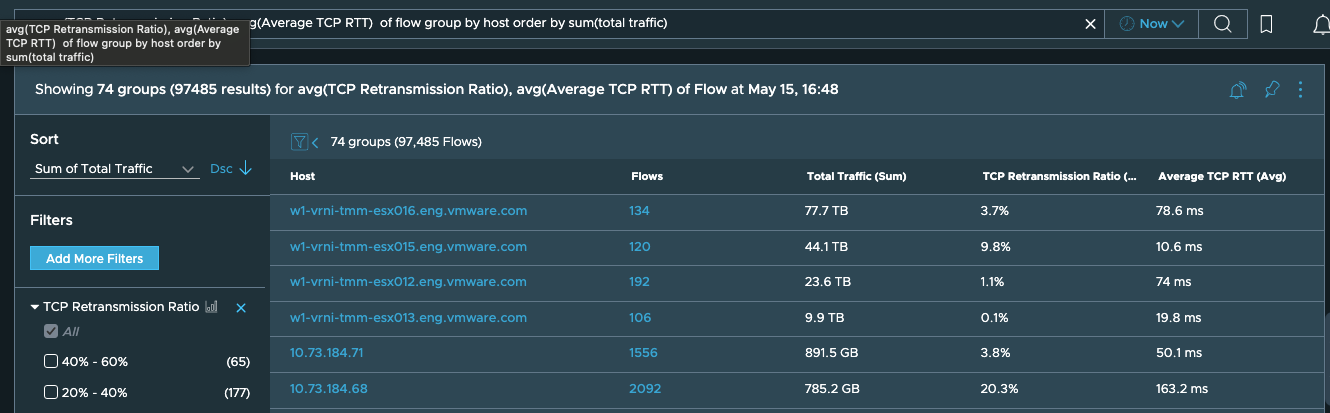 avg(TCP Retransmission Ratio), avg(Average TCP RTT)  of flow group by host order by sum(total traffic)
Now
avg(TCP Retransmission Ratio), avg(Average
TCP RTT)  of flow group by host order by
sum(total traffic)
Showing 74 groups (97485 results) for avg(TCP Retransmission Ratio), avg(Average TCP RTT) of Flow at May 15, 16:48
Sort
Sum of Total Traffic Dsc
Filters
Add More Filters
TCP Retransmission Ratio
All
40% - 60% (65)
20% - 40% (177)
74 groups (97,485 Flows)
Host Flows Total Traffic (Sum) TCP Retransmission Ratio (... Average TCP RTT (Avg)
w1-vrni-tmm-esx016.eng.vmware.com 134 77.7 TB 3.7% 78.6 ms
w1-vrni-tmm-esx015.eng.vmware.com 120 44.1 TB 9.8% 10.6 ms
w1-vrni-tmm-esx012.eng.vmware.com 192 23.6 TB 1.1% 74 ms
w1-vrni-tmm-esx013.eng.vmware.com 106 9.9 TB 0.1% 19.8 ms
10.73.184.71 1556 891.5 GB 3.8% 50.1 ms
10.73.184.68 2092 785.2 GB 20.3% 163.2 ms